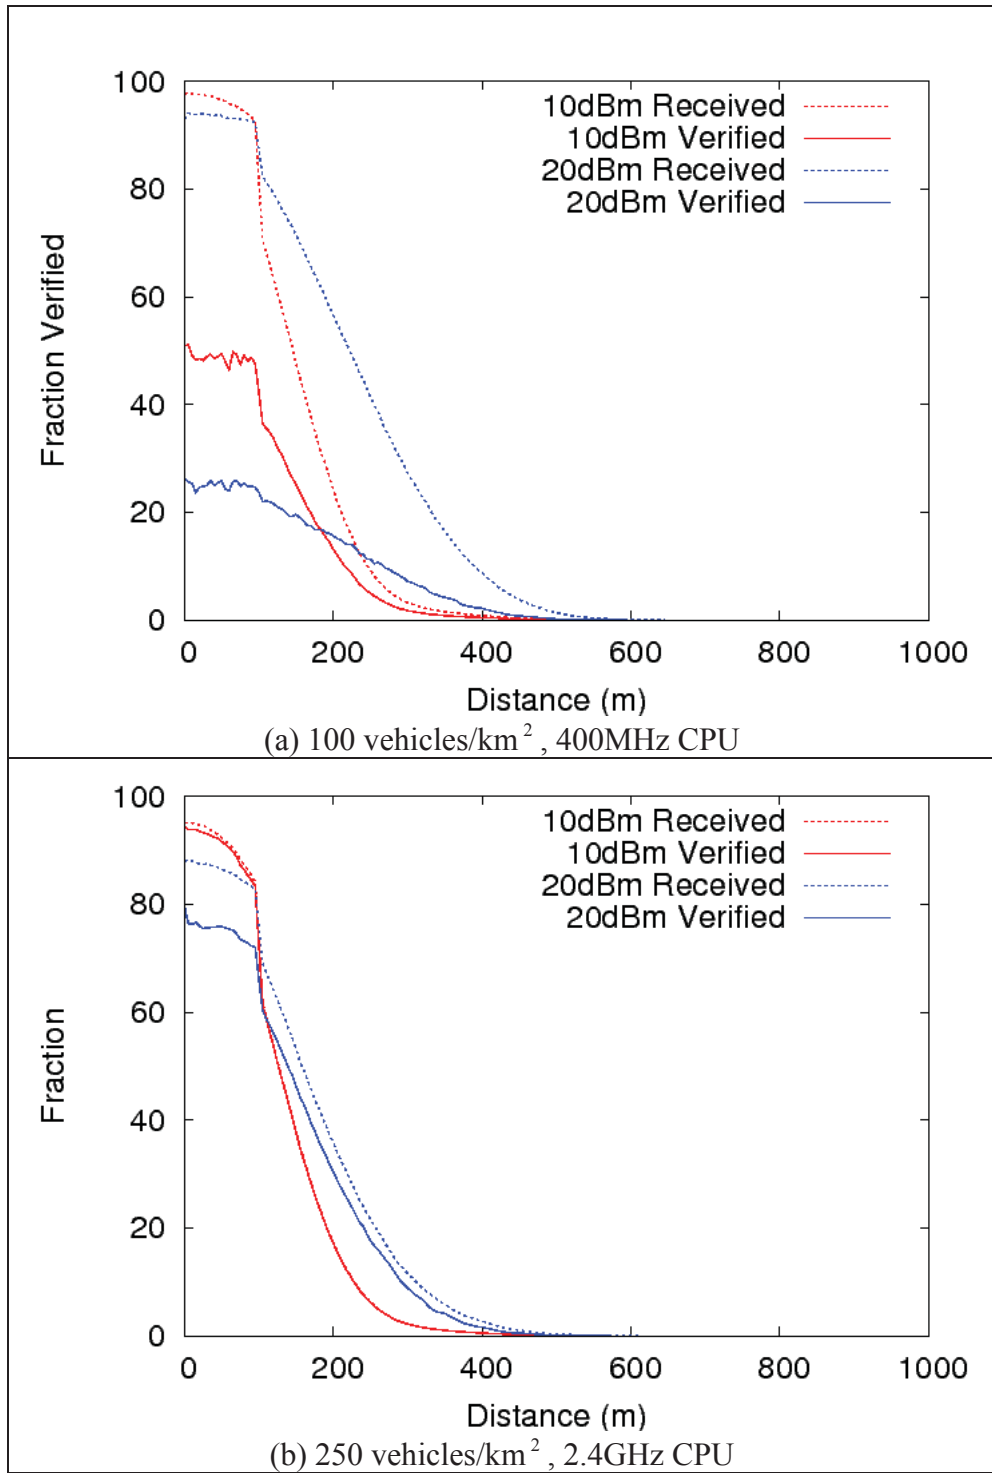 100
80
60
40
20
0
Fraction Verified
10dBm Received
10dBm Verified
20dBm Received
20dBm Verified
0 200 400 600 800 1000
Distance (m)
(a) 100 vehicles/km², 400MHz CPU
100
80
60
40
20
0
Fraction
10dBm Received
10dBm Verified
20dBm Received
20dBm Verified
0 200 400 600 800 1000
Distance (m)
(b) 250 vehicles/km², 2.4GHz CPU